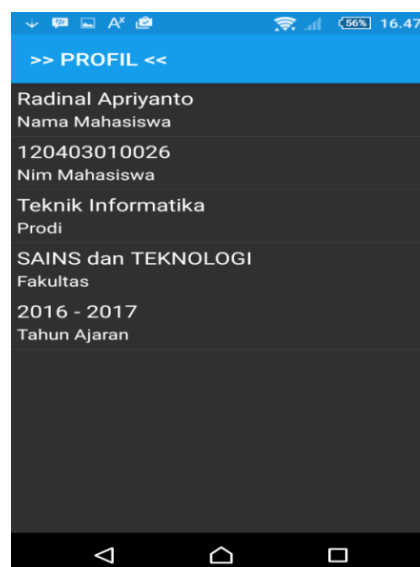 56% 16.47
>> PROFIL <<
Radinal Apriyanto
Nama Mahasiswa
120403010026
Nim Mahasiswa
Teknik Informatika
Prodi
SAINS dan TEKNOLOGI
Fakultas
2016 - 2017
Tahun Ajaran